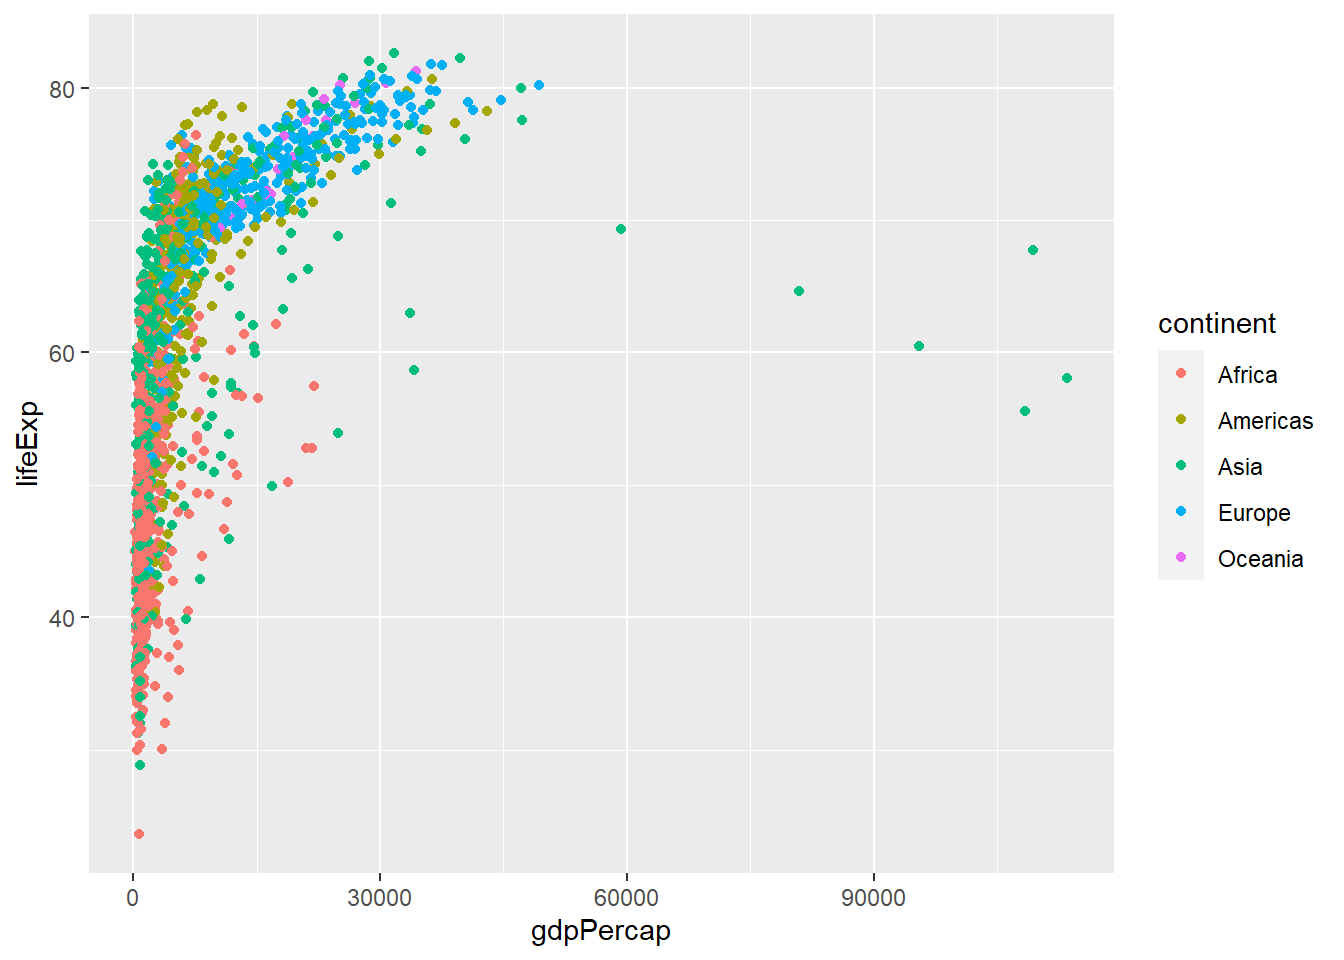 80
60
40
lifeExp
0
30000
60000
90000
gdpPercap
continent
Africa
Americas
Asia
Europe
Oceania